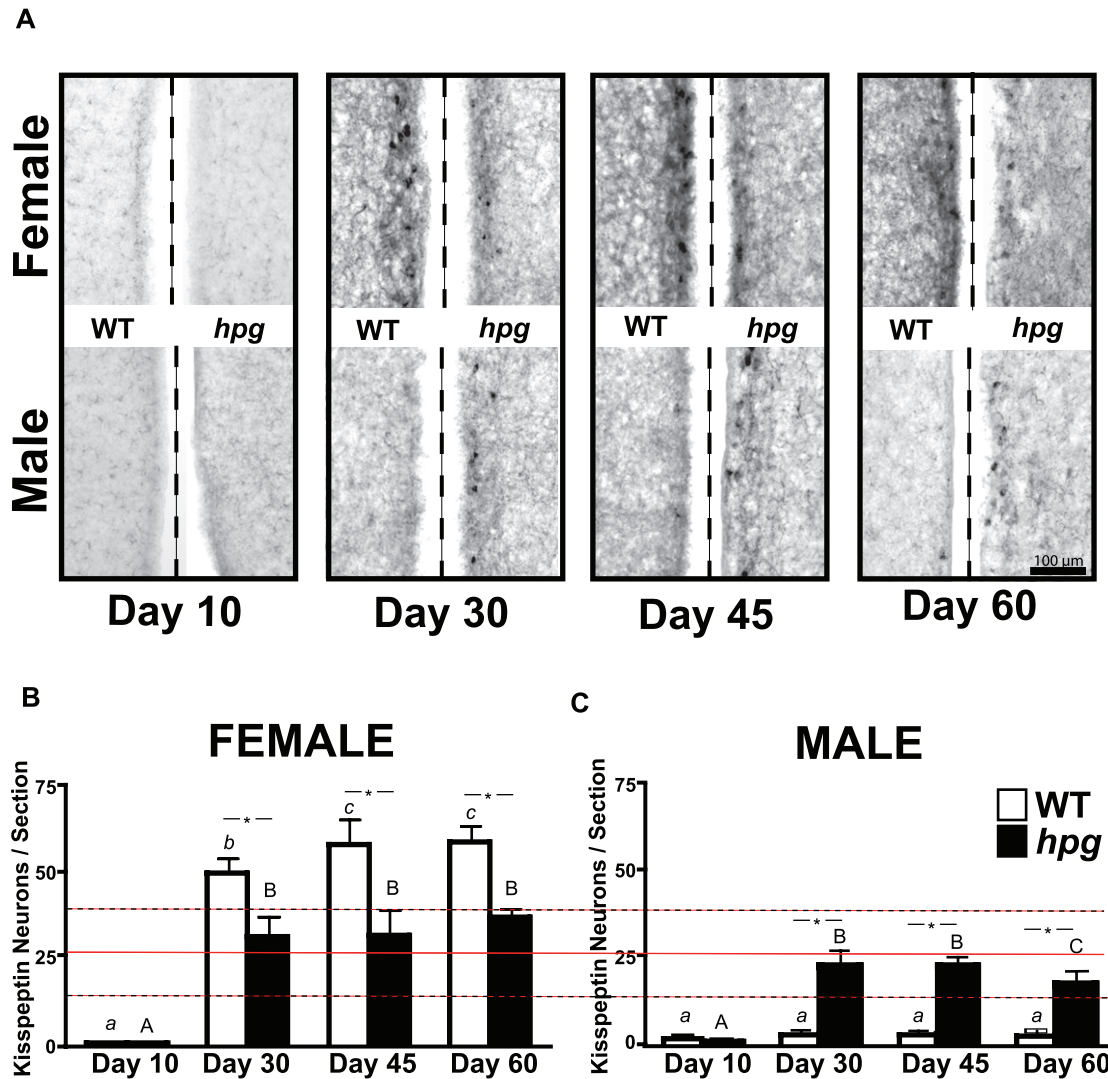 A
Female
WT hpg WT hpg WT hpg WT hpg
Male
100 µm
Day 10 Day 30 Day 45 Day 60
B
FEMALE
Kisspeptin Neurons / Section
75
50
25
0
a A
b B
c B
c B
*
*
*
Day 10 Day 30 Day 45 Day 60
C
MALE
Kisspeptin Neurons / Section
75
50
25
0
a A
a B
a B
a C
*
*
*
WT
hpg
Day 10 Day 30 Day 45 Day 60